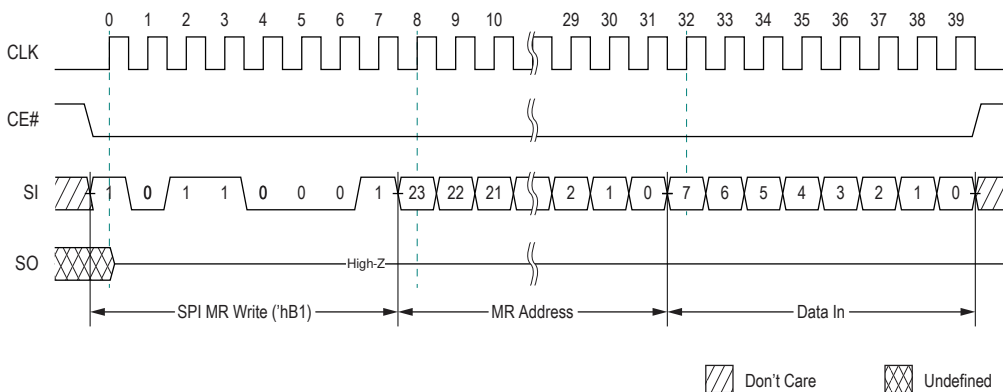 0 1 2 3 4 5 6 7 8 9 10 29 30 31 32 33 34 35 36 37 38 39
CLK
CE#
SI 1 0 1 1 0 0 0 1 23 22 21 2 1 0 7 6 5 4 3 2 1 0
SO High-Z
SPI MR Write ('hB1) MR Address Data In
Don't Care Undefined